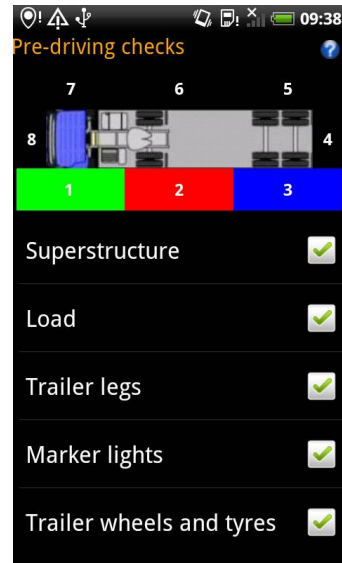 09:38
Pre-driving checks
?
7 6 5
8 4
1 2 3
Superstructure
Load
Trailer legs
Marker lights
Trailer wheels and tyres